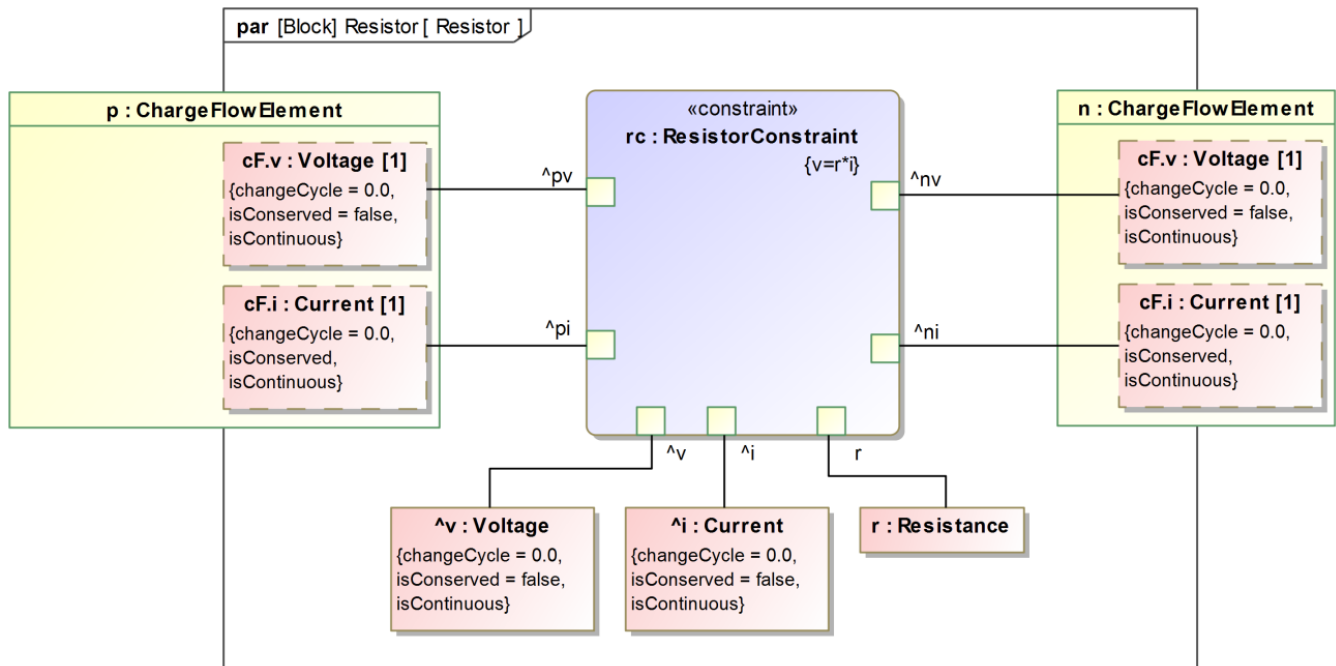 par [Block] Resistor [ Resistor ]
p : ChargeFlowElement
cF.v : Voltage [1]
{changeCycle = 0.0,
isConserved = false,
isContinuous}
cF.i : Current [1]
{changeCycle = 0.0,
isConserved,
isContinuous}
^pv
^pi
«constraint»
rc : ResistorConstraint
{v=r*i}
^nv
^ni
^v
^i
r
n : ChargeFlowElement
cF.v : Voltage [1]
{changeCycle = 0.0,
isConserved = false,
isContinuous}
cF.i : Current [1]
{changeCycle = 0.0,
isConserved,
isContinuous}
^v : Voltage
{changeCycle = 0.0,
isConserved = false,
isContinuous}
^i : Current
{changeCycle = 0.0,
isConserved = false,
isContinuous}
r : Resistance